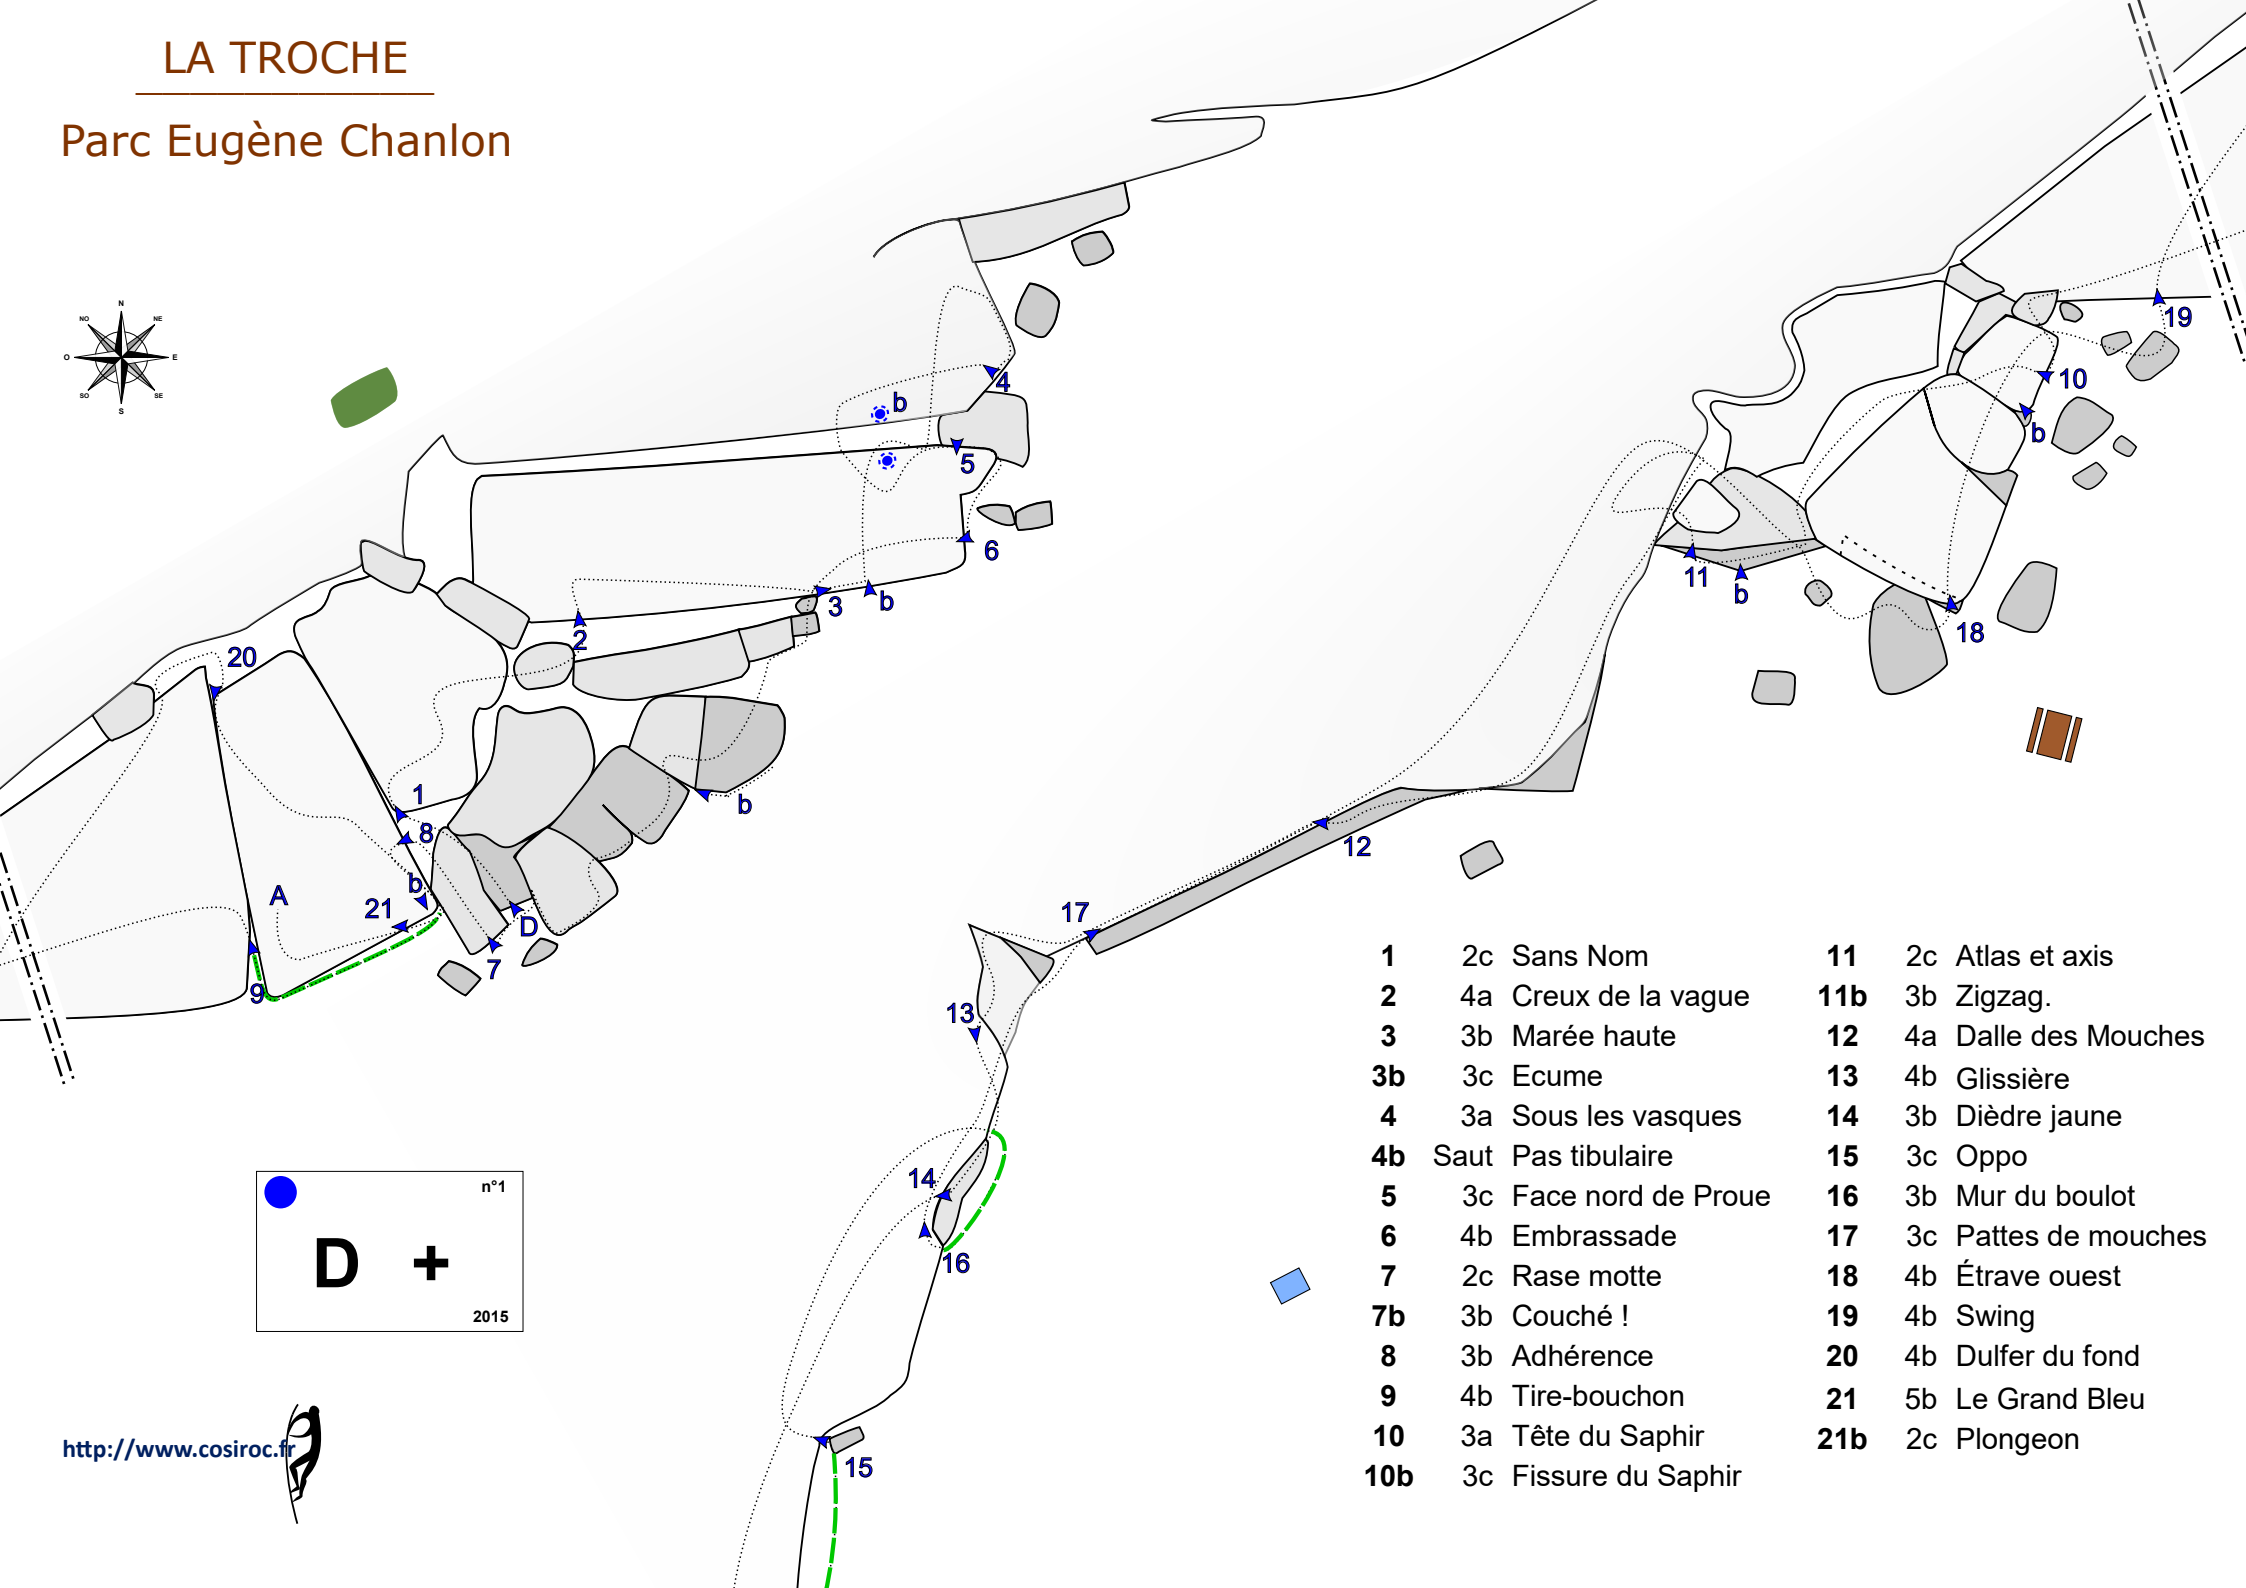 LA TROCHE
Parc Eugène Chanlon
N
NO
NE
O
E
SO
SE
S
4
b
5
6
3
b
2
20
1
8
b
A
21
D
7
9
b
19
10
b
11
b
18
12
17
13
14
16
15
n°1
D +
2015
http://www.cosiroc.fr
1 2c Sans Nom
2 4a Creux de la vague
3 3b Marée haute
3b 3c Ecume
4 3a Sous les vasques
4b Saut Pas tibulaire
5 3c Face nord de Proue
6 4b Embrassade
7 2c Rase motte
7b 3b Couché !
8 3b Adhérence
9 4b Tire-bouchon
10 3a Tête du Saphir
10b 3c Fissure du Saphir
11 2c Atlas et axis
11b 3b Zigzag.
12 4a Dalle des Mouches
13 4b Glissière
14 3b Dièdre jaune
15 3c Oppo
16 3b Mur du boulot
17 3c Pattes de mouches
18 4b Étrave ouest
19 4b Swing
20 4b Dulfer du fond
21 5b Le Grand Bleu
21b 2c Plongeon